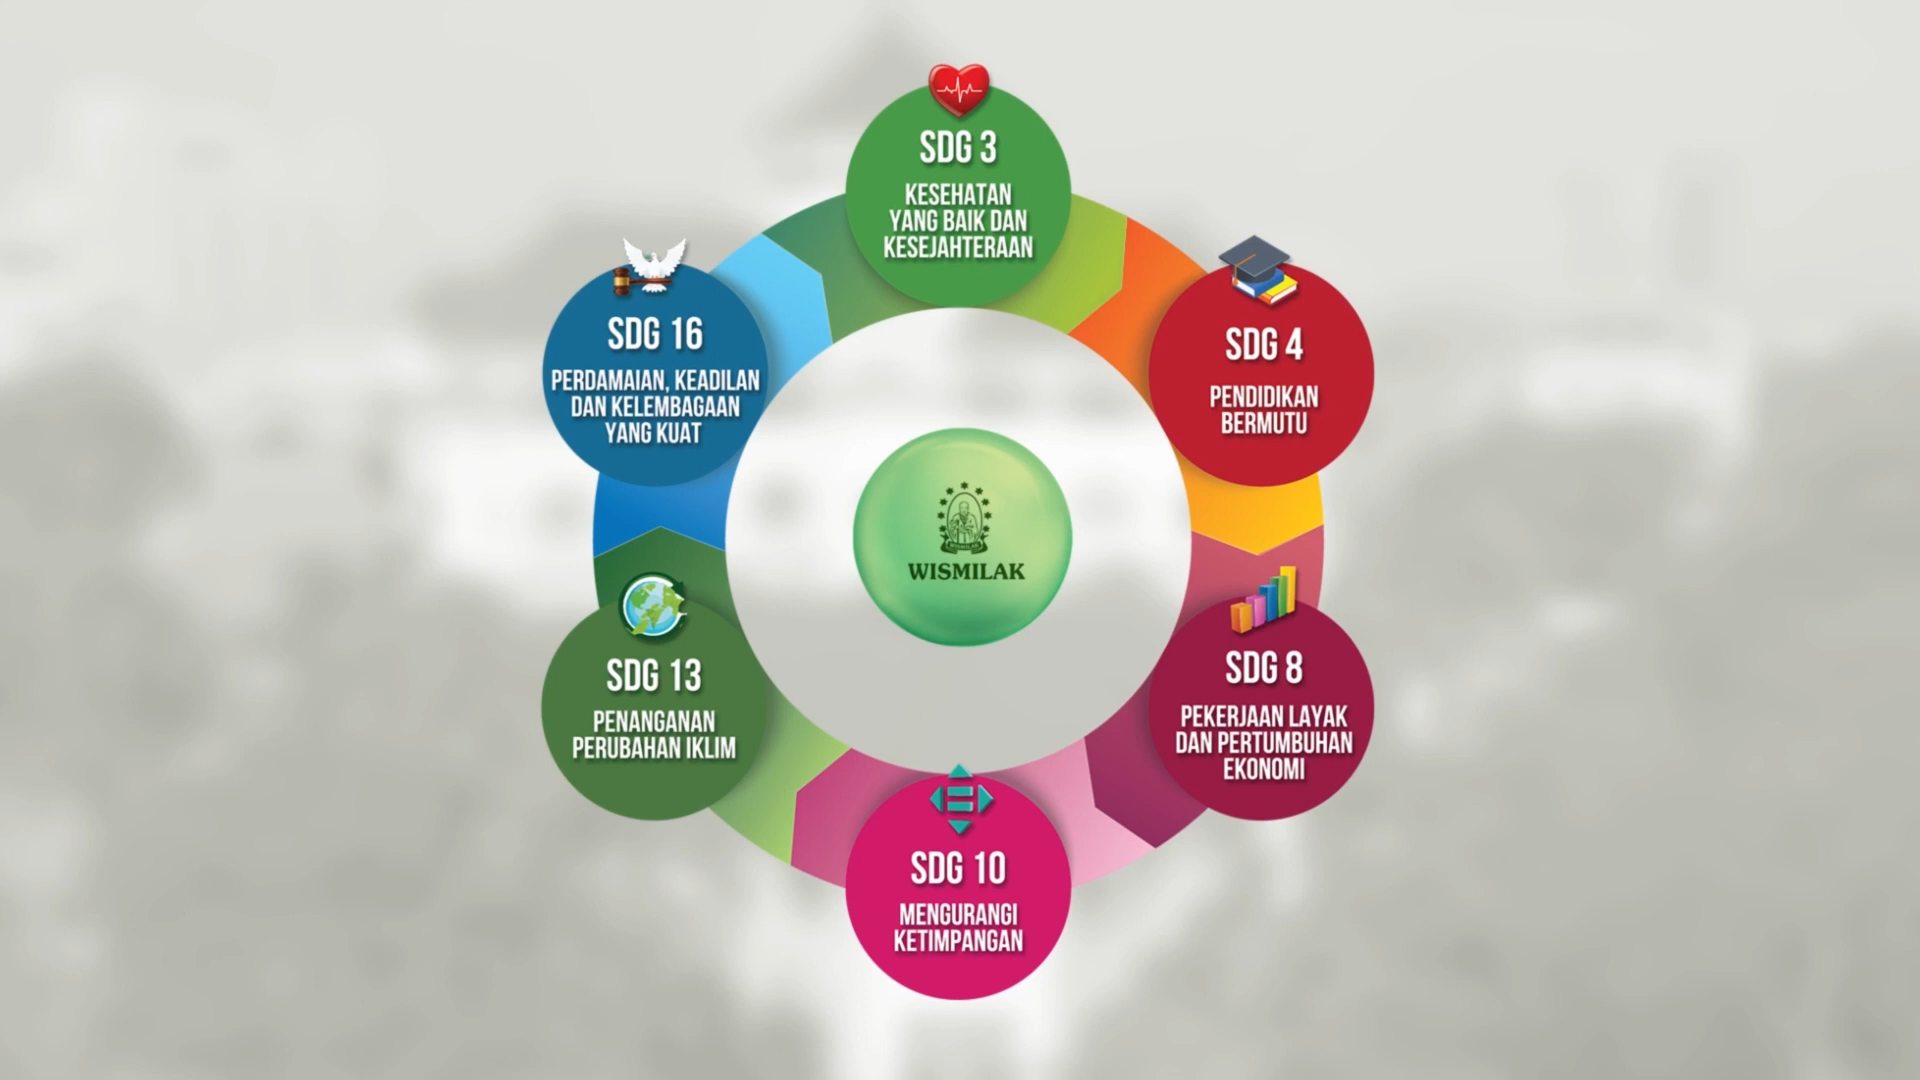 SDG 3
KESEHATAN
YANG BAIK DAN
KESEJAHTERAAN
SDG 4
PENDIDIKAN
BERMUTU
SDG 8
PEKERJAAN LAYAK
DAN PERTUMBUHAN
EKONOMI
SDG 10
MENGURANGI
KETIMPANGAN
SDG 13
PENANGANAN
PERUBAHAN IKLIM
SDG 16
PERDAMAIAN, KEADILAN
DAN KELEMBAGAAN
YANG KUAT
WISMILAK
WISMILAK